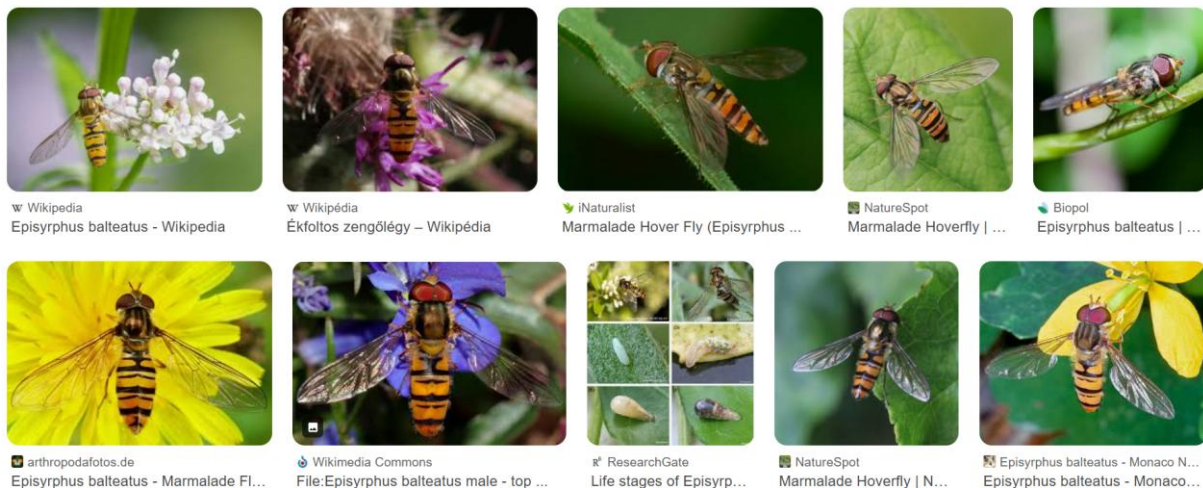 Wikipedia
Episyrphus balteatus - Wikipedia
Wikipédia
Ékfoltos zengőlégy – Wikipédia
iNaturalist
Marmalade Hover Fly (Episyrphus ...
NatureSpot
Marmalade Hoverfly | ...
Biopol
Episyrphus balteatus | ...
arthropodafotos.de
Episyrphus balteatus - Marmalade Fl...
Wikimedia Commons
File:Episyrphus balteatus male - top ...
ResearchGate
Life stages of Episyrp...
NatureSpot
Marmalade Hoverfly | N...
Episyrphus balteatus - Monaco N...
Episyrphus balteatus - Monaco...